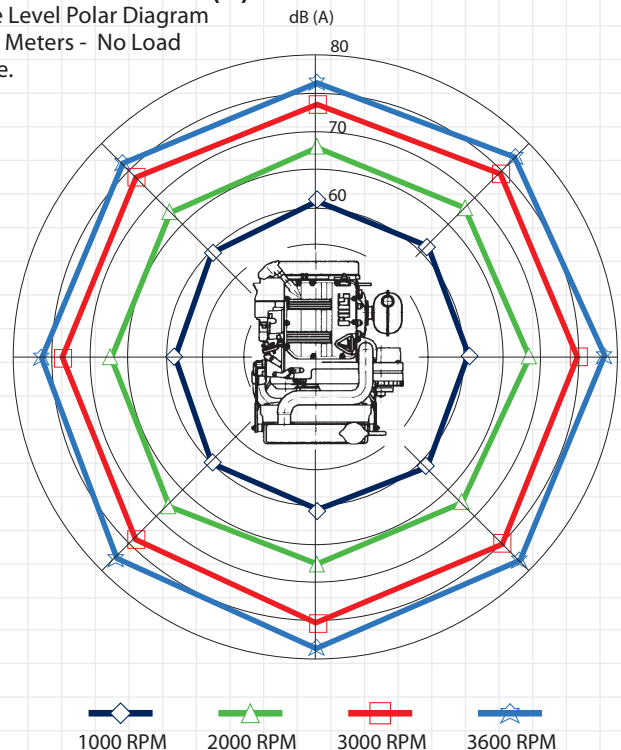 e Level Polar Diagram
Meters - No Load
e.
dB (A)
80
70
60
1000 RPM
2000 RPM
3000 RPM
3600 RPM